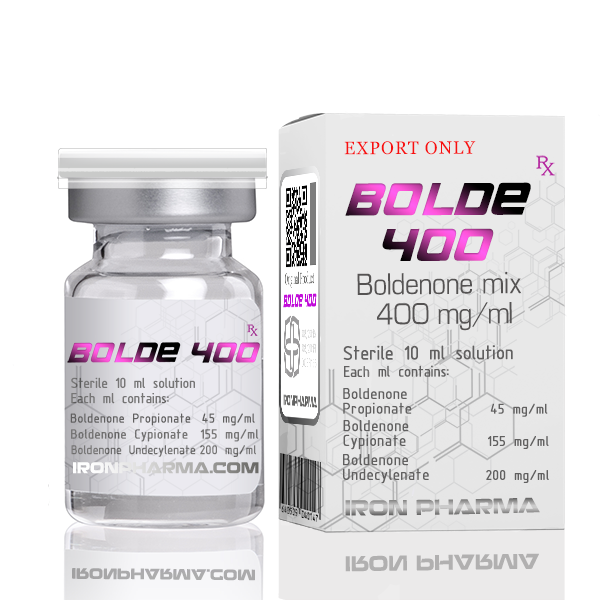 Rx
BOLDE 400
Sterile 10 ml solution
Each ml contains:
Boldenone Propionate 45 mg/ml
Boldenone Cypionate 155 mg/ml
Boldenone Undecylenate 200 mg/ml
IRONPHARMA.COM
EXPORT ONLY
Rx
BOLDE
400
Boldenone mix
400 mg/ml
Sterile 10 ml solution
Each ml contains:
Boldenone
Propionate 45 mg/ml
Boldenone
Cypionate 155 mg/ml
Boldenone
Undecylenate 200 mg/ml
IRON PHARMA
Original Product
BOLDE 400
IRONPHARMA